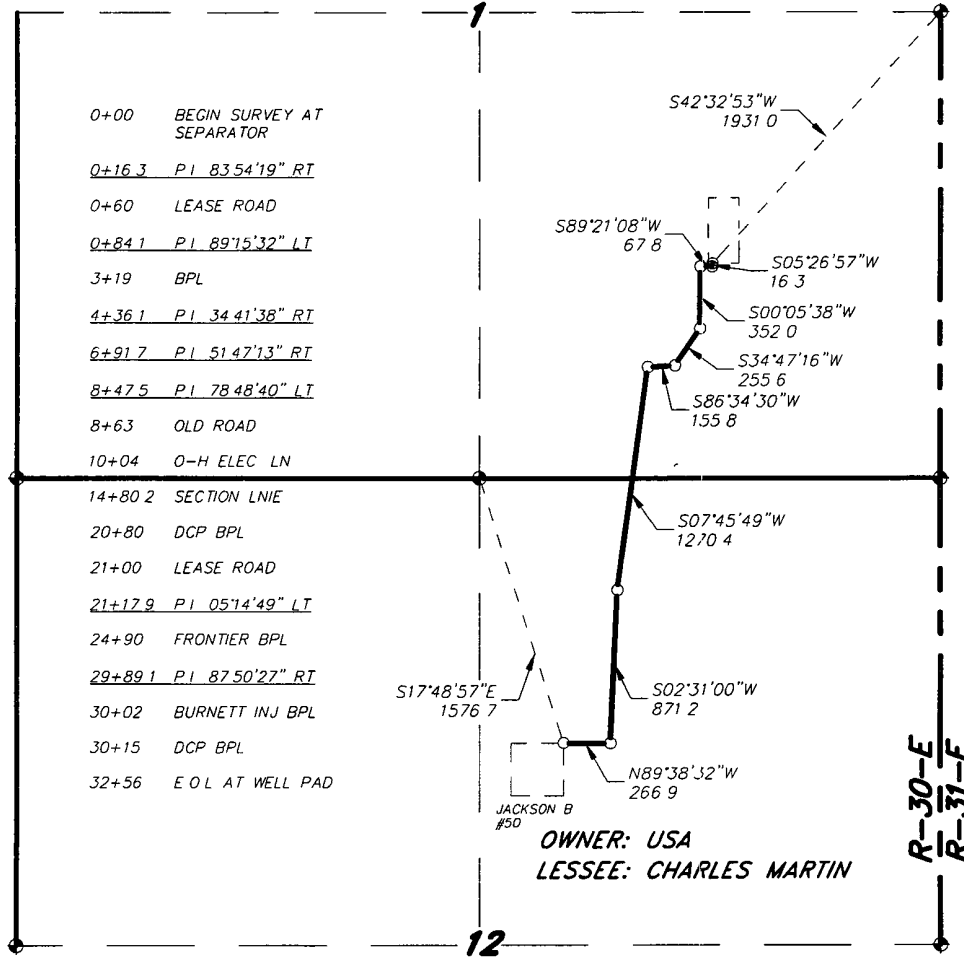 1
0+00 BEGIN SURVEY AT
SEPARATOR
0+16 3 P I 83 54'19" RT
0+60 LEASE ROAD
0+84 1 P I 89°15'32" LT
3+19 BPL
4+36 1 P I 34 41'38" RT
6+91 7 P I 51 47'13" RT
8+47 5 P I 78 48'40" LT
8+63 OLD ROAD
10+04 O-H ELEC LN
14+80 2 SECTION LNIE
20+80 DCP BPL
21+00 LEASE ROAD
21+17 9 P I 05°14'49" LT
24+90 FRONTIER BPL
29+89 1 P I 87 50'27" RT
30+02 BURNETT INJ BPL
30+15 DCP BPL
32+56 E O L AT WELL PAD
S42°32'53"W
1931 0
S89°21'08"W
67 8
S05°26'57"W
16 3
S00°05'38"W
352 0
S34°47'16"W
255 6
S86°34'30"W
155 8
S07°45'49"W
1270 4
S17°48'57"E
1576 7
S02°31'00"W
871 2
N89°38'32"W
266 9
JACKSON B
#50
OWNER: USA
LESSEE: CHARLES MARTIN
R-30-E
R-31-E
12